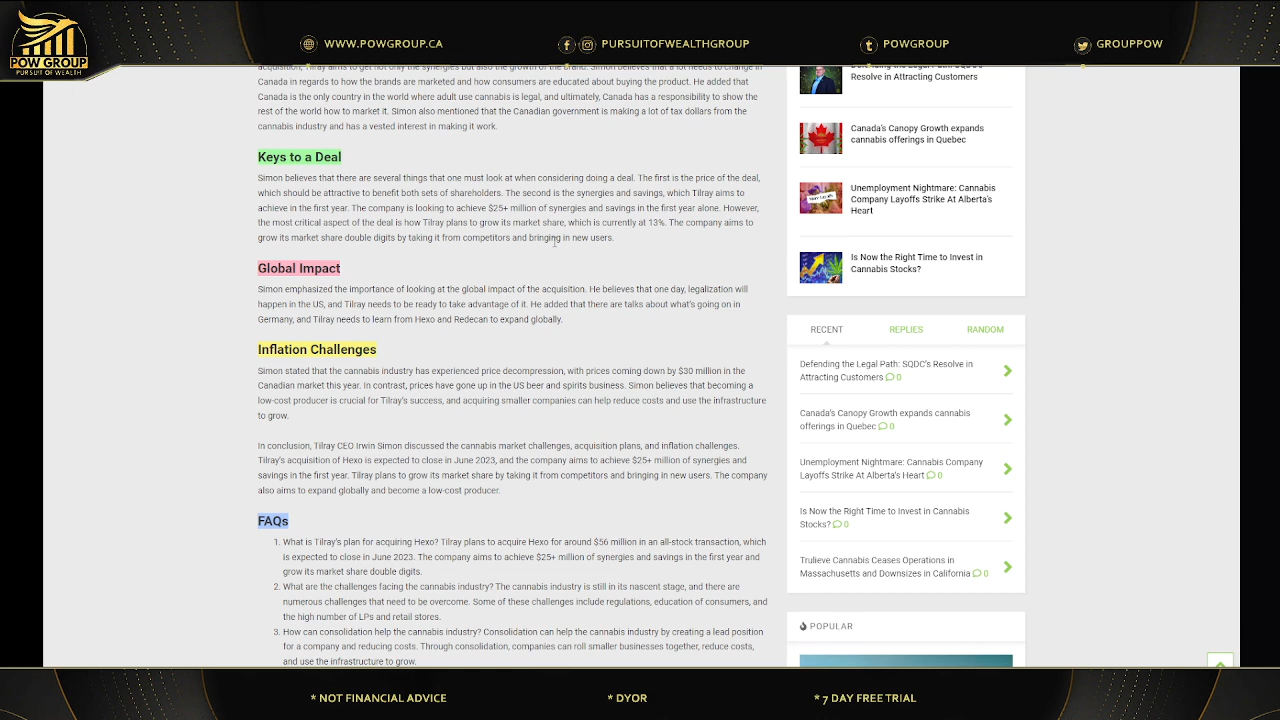 POW GROUP
PURSUIT OF WEALTH
WWW.POWGROUP.CA
PURSUITOFWEALTHGROUP
POWGROUP
GROUPPOW
acquisition, Tilray aims to get not only the synergies but also the growth. Simon believes that a lot needs to change in
Canada in regards to how the brands are marketed and how consumers are educated about buying the product. He added that
Canada is the only country in the world where adult use cannabis is legal, and ultimately, Canada has a responsibility to show the
rest of the world how to market it. Simon also mentioned that the Canadian government is making a lot of tax dollars from the
cannabis industry and has a vested interest in making it work.
Keys to a Deal
Simon believes that there are several things that one must look at when considering doing a deal. The first is the price of the deal,
which should be attractive to benefit both sets of shareholders. The second is the synergies and savings, which Tilray aims to
achieve in the first year. The company is looking to achieve $25+ million of synergies and savings in the first year alone. However,
the most critical aspect of the deal is how Tilray plans to grow its market share, which is currently at 13%. The company aims to
grow its market share double digits by taking it from competitors and bringing in new users.
Global Impact
Simon emphasized the importance of looking at the global impact of the acquisition. He believes that one day, legalization will
happen in the US, and Tilray needs to be ready to take advantage of it. He added that there are talks about what's going on in
Germany, and Tilray needs to learn from Hexo and Redecan to expand globally.
Inflation Challenges
Simon stated that the cannabis industry has experienced price decompression, with prices coming down by $30 million in the
Canadian market this year. In contrast, prices have gone up in the US beer and spirits business. Simon believes that becoming a
low-cost producer is crucial for Tilray's success, and acquiring smaller companies can help reduce costs and use the infrastructure
to grow.
In conclusion, Tilray CEO Irwin Simon discussed the cannabis market challenges, acquisition plans, and inflation challenges.
Tilray's acquisition of Hexo is expected to close in June 2023, and the company aims to achieve $25+ million of synergies and
savings in the first year. Tilray plans to grow its market share by taking it from competitors and bringing in new users. The company
also aims to expand globally and become a low-cost producer.
FAQs
1. What is Tilray's plan for acquiring Hexo? Tilray plans to acquire Hexo for around $56 million in an all-stock transaction, which
is expected to close in June 2023. The company aims to achieve $25+ million of synergies and savings in the first year and
grow its market share double digits.
2. What are the challenges facing the cannabis industry? The cannabis industry is still in its nascent stage, and there are
numerous challenges that need to be overcome. Some of these challenges include regulations, education of consumers, and
the high number of LPs and retail stores.
3. How can consolidation help the cannabis industry? Consolidation can help the cannabis industry by creating a lead position
for a company and reducing costs. Through consolidation, companies can roll smaller businesses together, reduce costs,
and use the infrastructure to grow.
Defending the Legal Path: SQDC's
Resolve in Attracting Customers
Canada's Canopy Growth expands
cannabis offerings in Quebec
Unemployment Nightmare: Cannabis
Company Layoffs Strike At Alberta's
Heart
Is Now the Right Time to Invest in
Cannabis Stocks?
RECENT
REPLIES
RANDOM
Defending the Legal Path: SQDC's Resolve in
Attracting Customers 0
Canada's Canopy Growth expands cannabis
offerings in Quebec 0
Unemployment Nightmare: Cannabis Company
Layoffs Strike At Alberta's Heart 0
Is Now the Right Time to Invest in Cannabis
Stocks? 0
Trulieve Cannabis Ceases Operations in
Massachusetts and Downsizes in California 0
POPULAR
* NOT FINANCIAL ADVICE
* DYOR
* 7 DAY FREE TRIAL